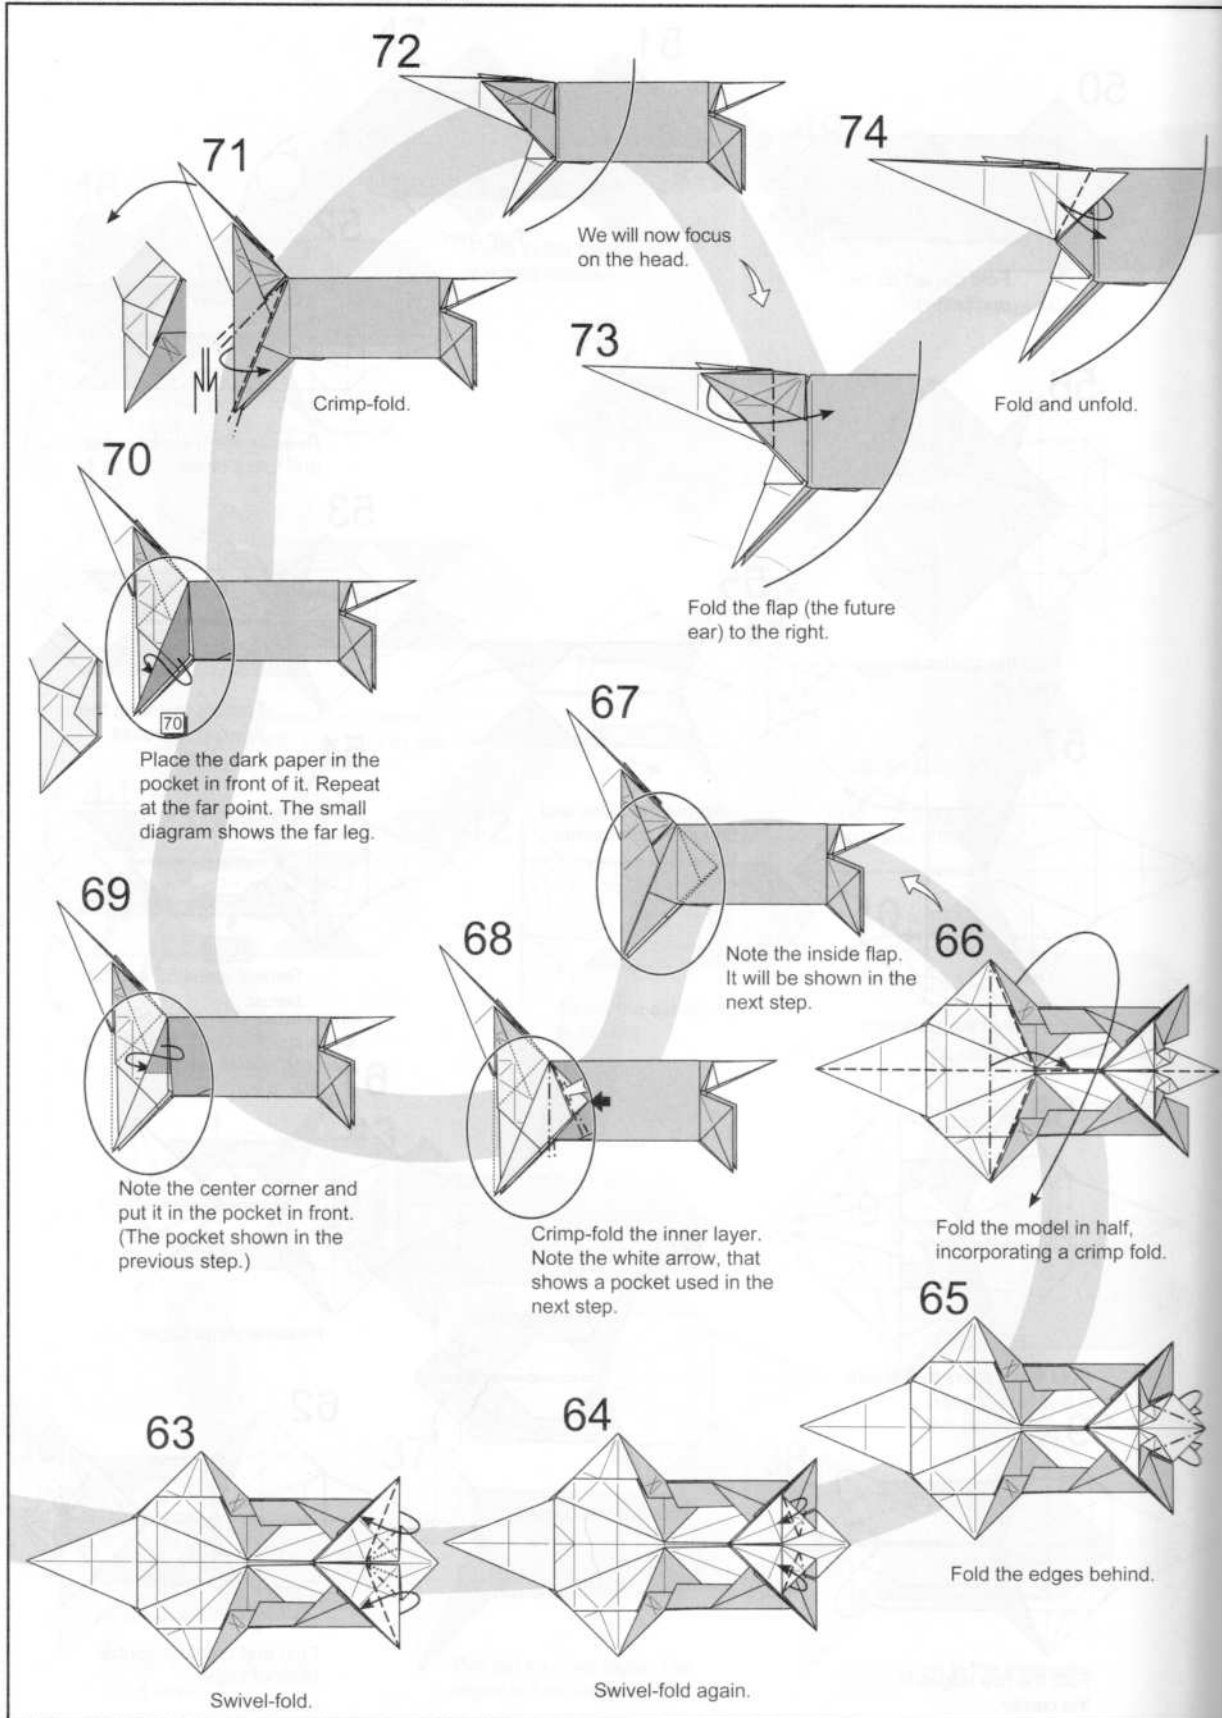 72
We will now focus
on the head.
74
Fold and unfold.
71
Crimp-fold.
73
Fold the flap (the future
ear) to the right.
70
70
Place the dark paper in the
pocket in front of it. Repeat
at the far point. The small
diagram shows the far leg.
67
Note the inside flap.
It will be shown in the
next step.
66
Fold the model in half,
incorporating a crimp fold.
69
Note the center corner and
put it in the pocket in front.
(The pocket shown in the
previous step.)
68
Crimp-fold the inner layer.
Note the white arrow, that
shows a pocket used in the
next step.
65
Fold the edges behind.
63
Swivel-fold.
64
Swivel-fold again.